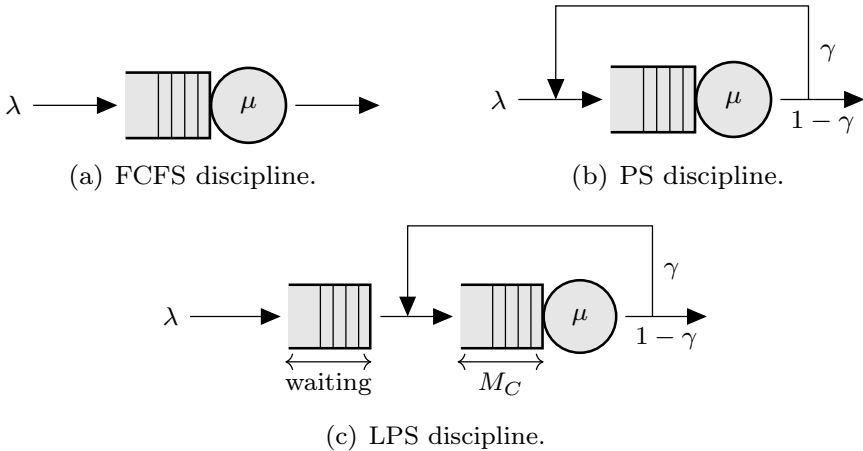 λ μ
(a) FCFS discipline.
λ μ γ
1 − γ
(b) PS discipline.
λ μ γ
1 − γ
waiting M_C
(c) LPS discipline.